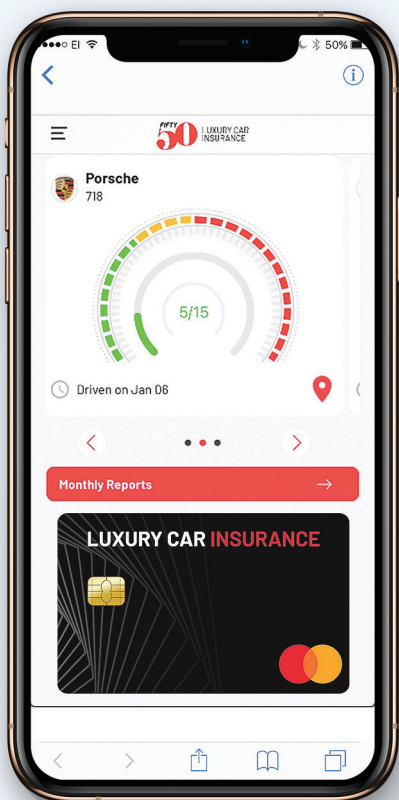 EI
50%
FIFTY
50 LUXURY CAR
INSURANCE
Porsche
718
5/15
Driven on Jan 06
Monthly Reports
LUXURY CAR INSURANCE